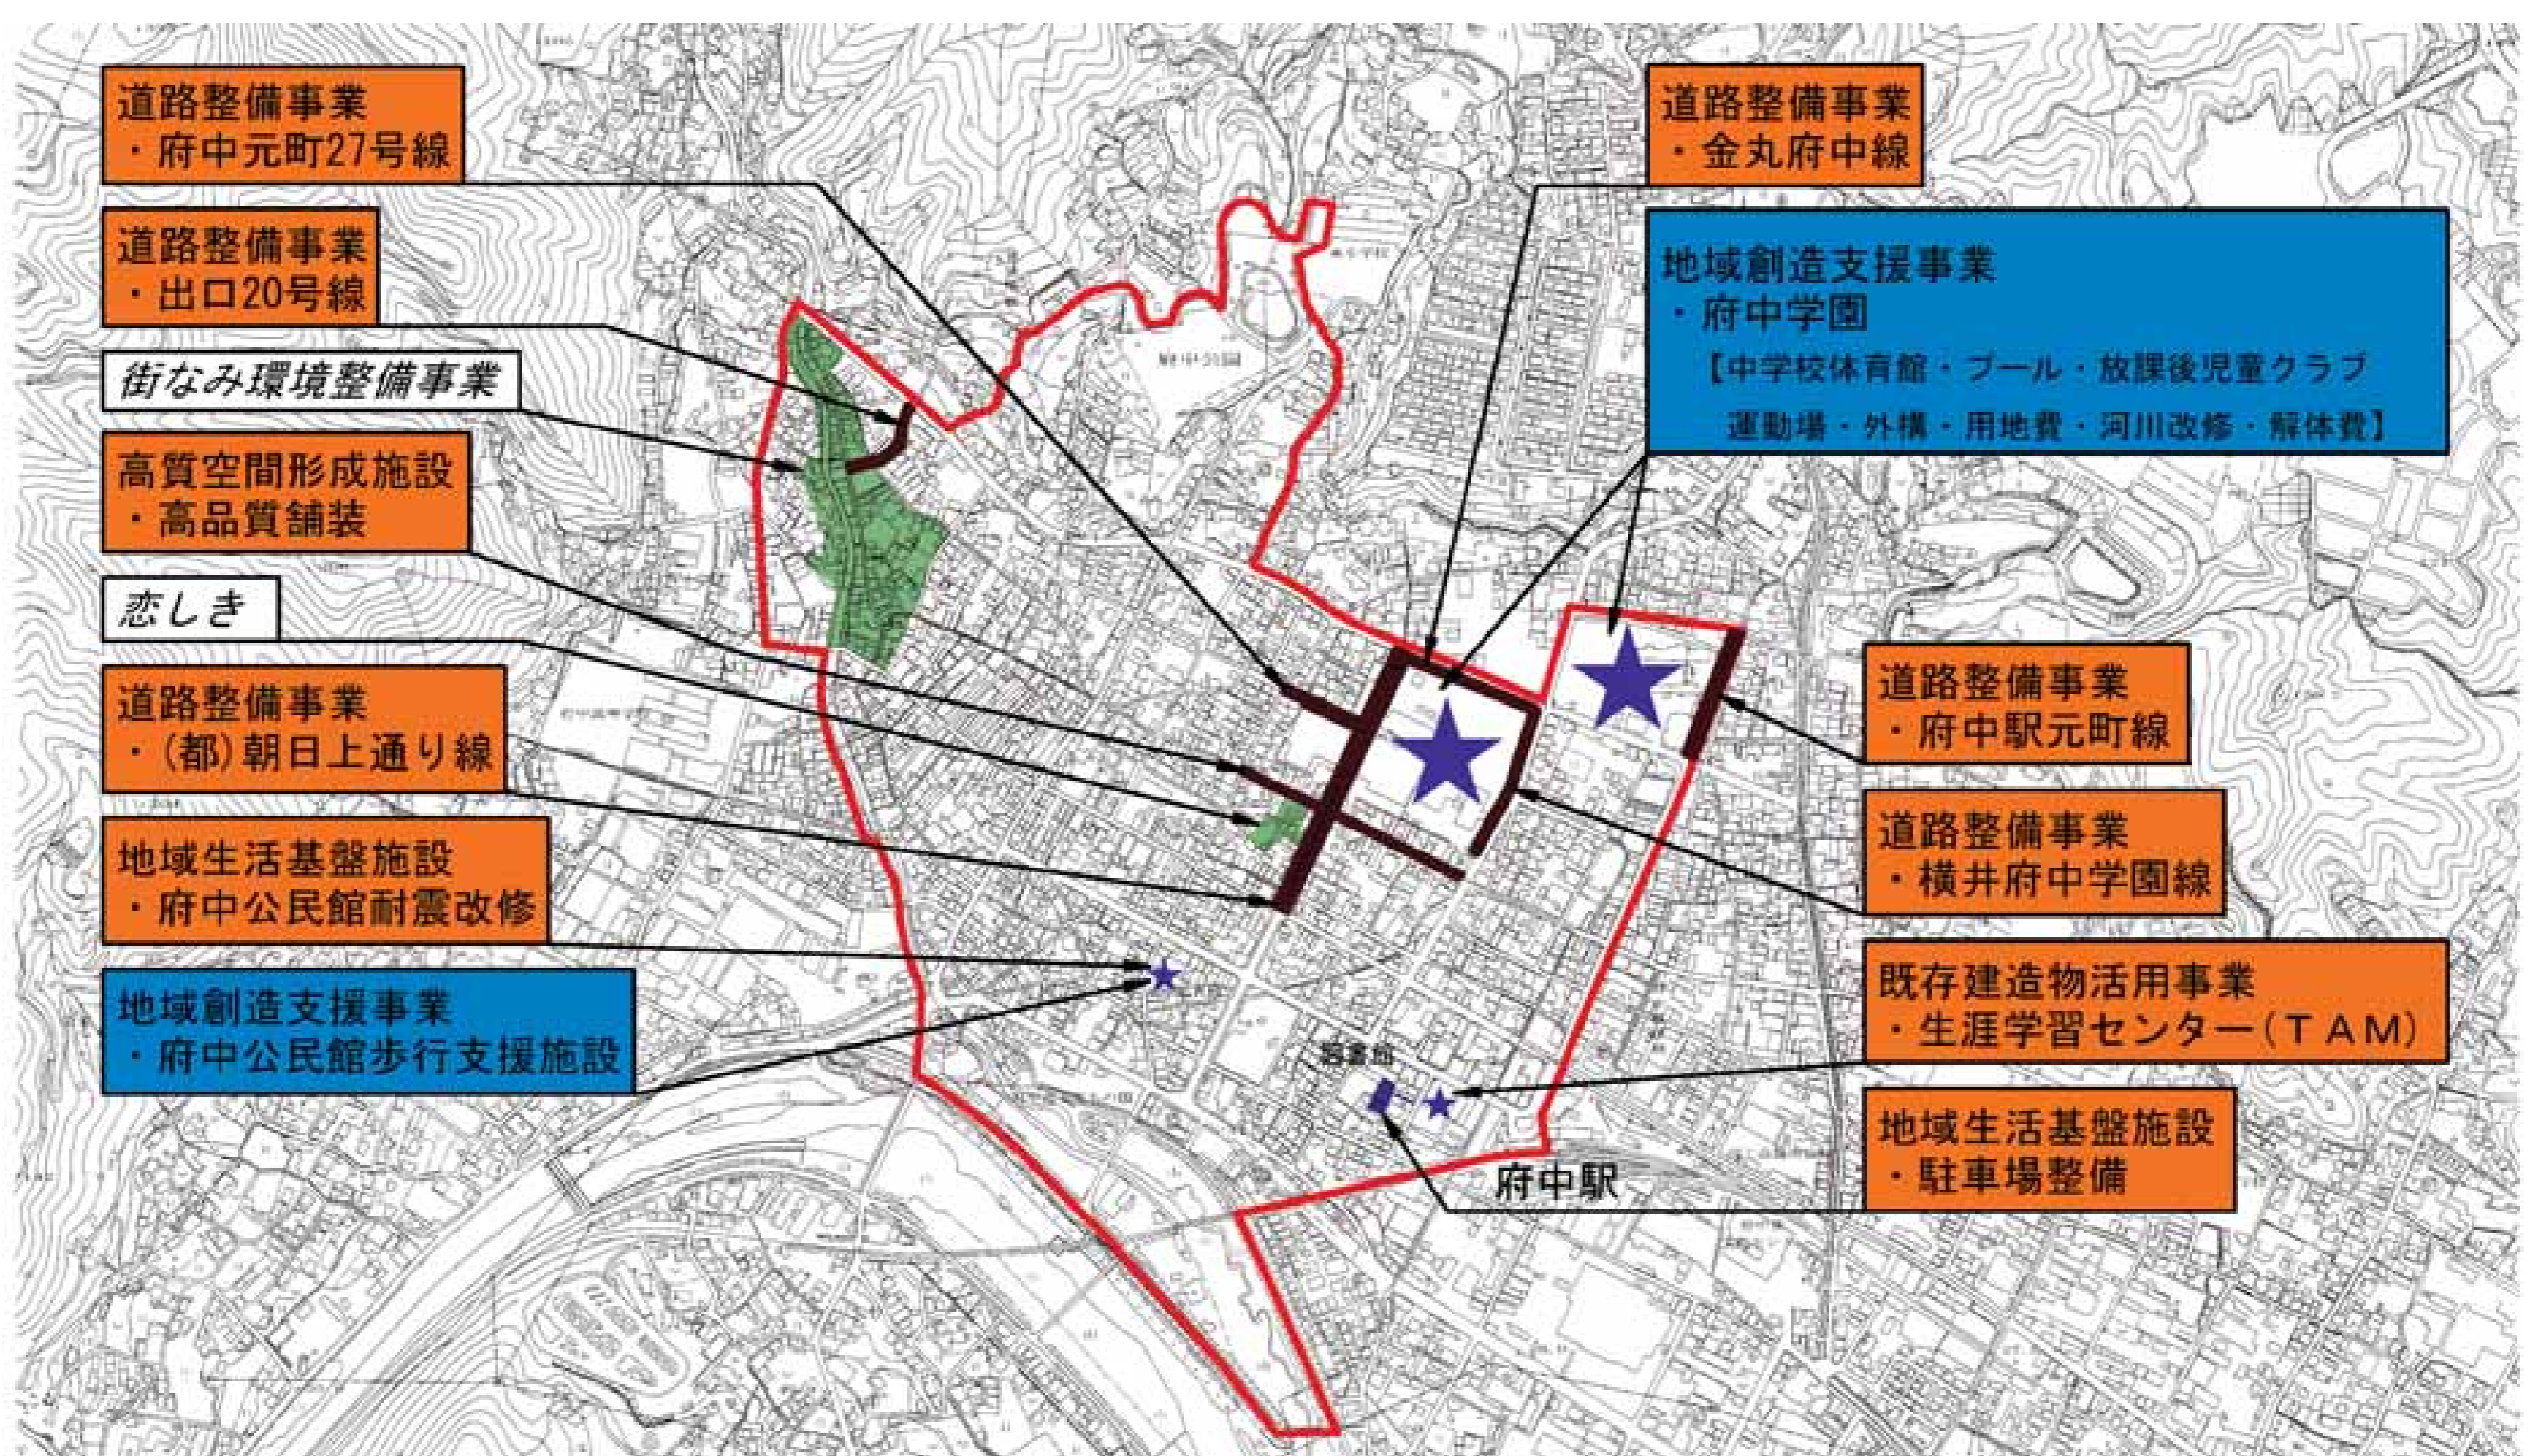 道路整備事業
・府中元町27号線
道路整備事業
・出口20号線
街なみ環境整備事業
高質空間形成施設
・高品質舗装
恋しき
道路整備事業
・(都)朝日上通り線
地域生活基盤施設
・府中公民館耐震改修
地域創造支援事業
・府中公民館歩行支援施設
道路整備事業
・金丸府中線
地域創造支援事業
・府中学園
【中学校体育館・プール・放課後児童クラブ
運動場・外構・用地費・河川改修・解体費】
道路整備事業
・府中駅元町線
道路整備事業
・横井府中学園線
既存建造物活用事業
・生涯学習センター(TAM)
地域生活基盤施設
・駐車場整備
府中公園
図書館
府中駅